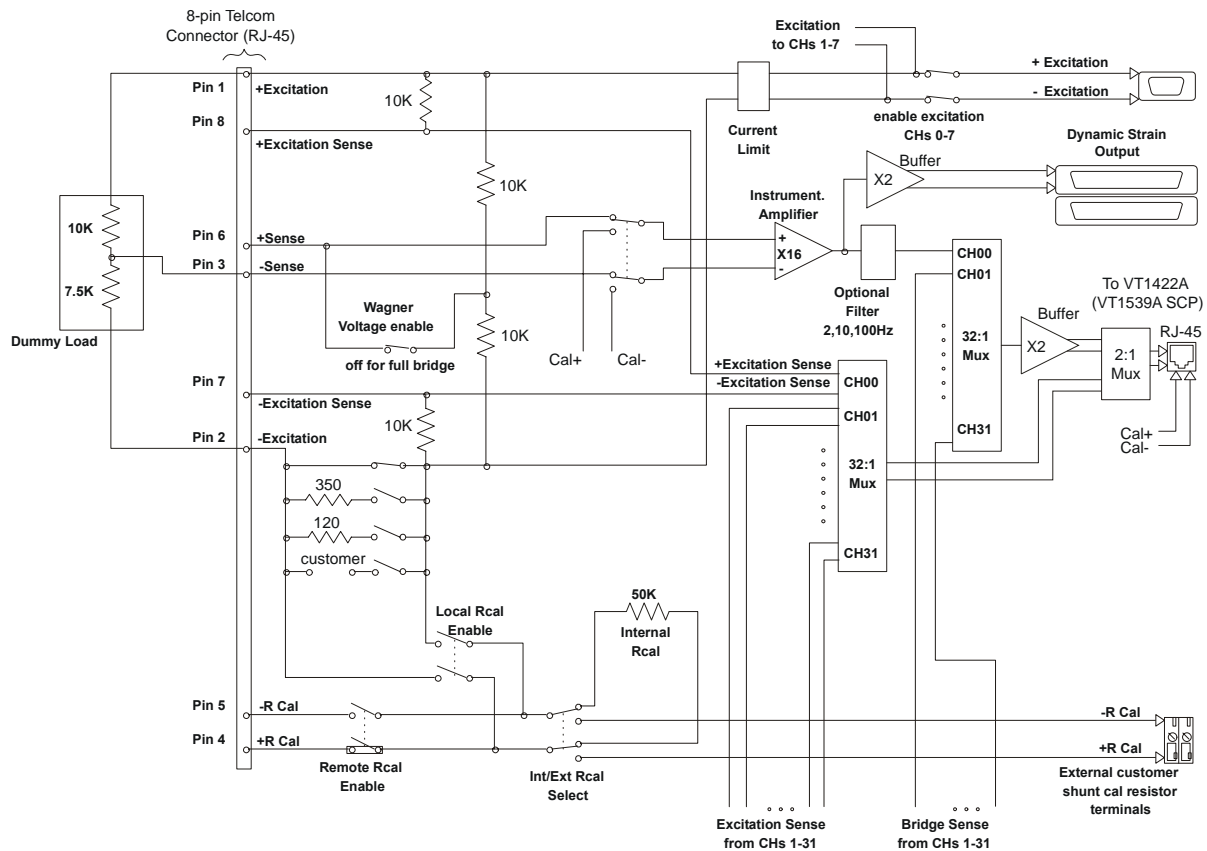 8-pin Telcom
Connector (RJ-45)
Pin 1
+Excitation
Pin 8
+Excitation Sense
10K
10K
Excitation
to CHs 1-7
Current
Limit
+ Excitation
- Excitation
enable excitation
CHs 0-7
Dynamic Strain
Output
Buffer
X2
Instrument.
Amplifier
+
X16
-
10K
7.5K
Dummy Load
Pin 6
+Sense
Pin 3
-Sense
Wagner
Voltage enable
off for full bridge
10K
Cal+
Cal-
Optional
Filter
2,10,100Hz
CH00
CH01
32:1
Mux
CH31
Buffer
X2
To VT1422A
(VT1539A SCP)
RJ-45
2:1
Mux
Cal+
Cal-
+Excitation Sense
-Excitation Sense
CH00
CH01
32:1
Mux
CH31
Pin 7
-Excitation Sense
10K
Pin 2
-Excitation
350
120
customer
Local Rcal
Enable
50K
Internal
Rcal
Pin 5
-R Cal
Pin 4
+R Cal
Remote Rcal
Enable
Int/Ext Rcal
Select
-R Cal
+R Cal
External customer
shunt cal resistor
terminals
Excitation Sense
from CHs 1-31
Bridge Sense
from CHs 1-31